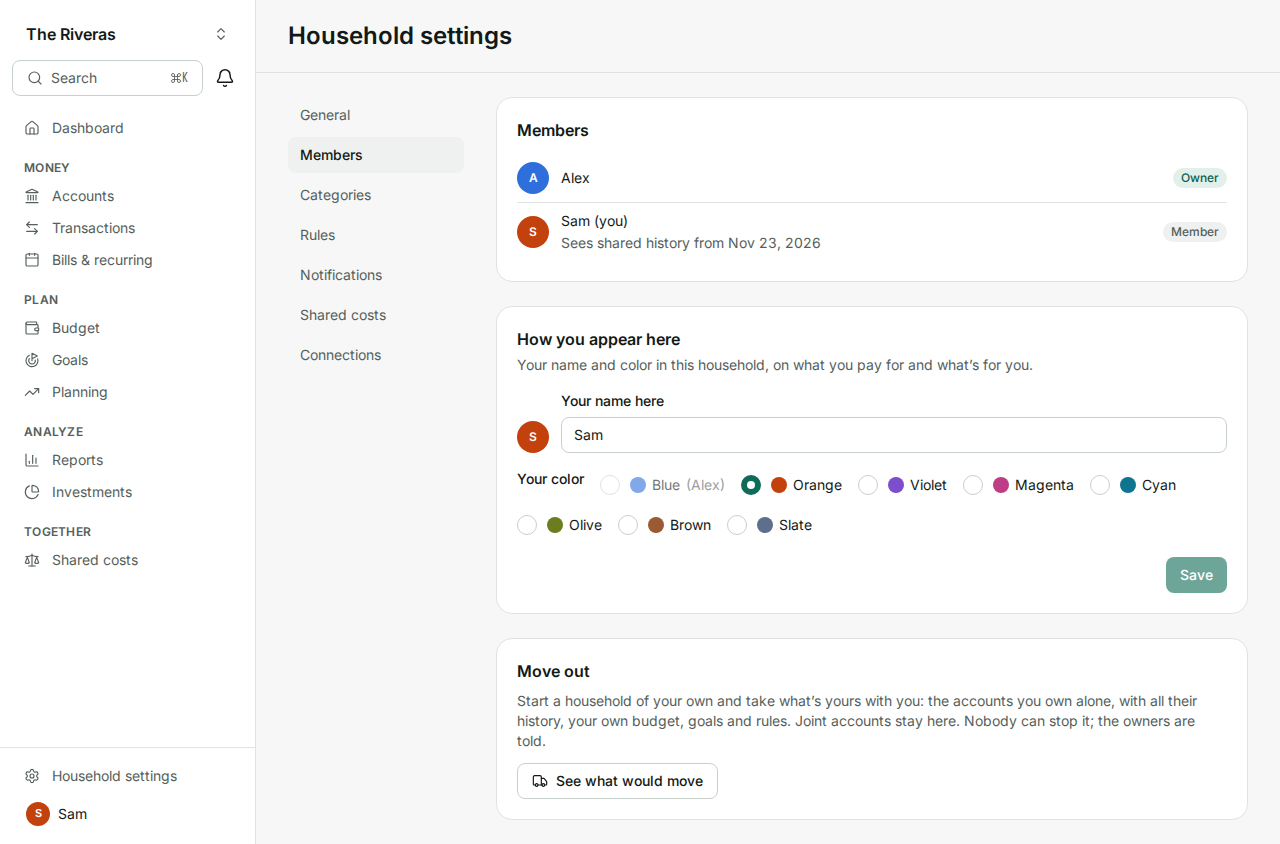 The Riveras
Search ⌘K
Dashboard
MONEY
Accounts
Transactions
Bills & recurring
PLAN
Budget
Goals
Planning
ANALYZE
Reports
Investments
TOGETHER
Shared costs
Household settings
S Sam
Household settings
General
Members
Categories
Rules
Notifications
Shared costs
Connections
Members
A Alex Owner
S Sam (you) Member
Sees shared history from Nov 23, 2026
How you appear here
Your name and color in this household, on what you pay for and what’s for you.
Your name here
S Sam
Your color Blue (Alex) Orange Violet Magenta Cyan
Olive Brown Slate
Save
Move out
Start a household of your own and take what’s yours with you: the accounts you own alone, with all their
history, your own budget, goals and rules. Joint accounts stay here. Nobody can stop it; the owners are
told.
See what would move